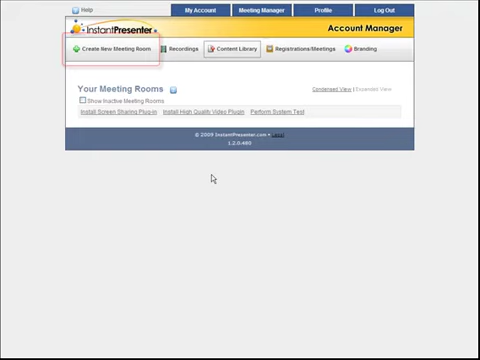 Help My Account Meeting Manager Profile Log Out
InstantPresenter Account Manager
Create New Meeting Room Recordings Content Library Registrations/Meetings Branding
Your Meeting Rooms
Condensed View | Expanded View
Show Inactive Meeting Rooms
Install Screen Sharing Plug-in Install High Quality Video Plugin Perform System Test
© 2009 InstantPresenter.com •
1.2.0.480